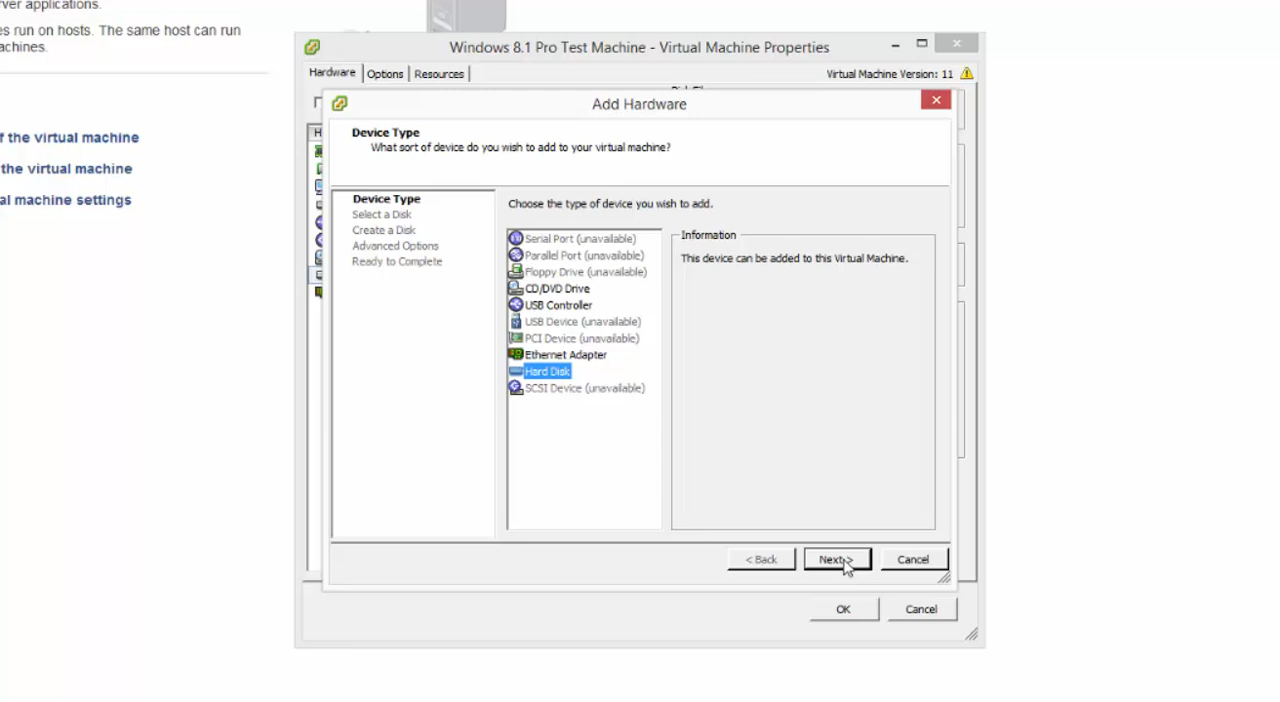 ver applications.
es run on hosts. The same host can run
achines.
f the virtual machine
the virtual machine
al machine settings
Windows 8.1 Pro Test Machine - Virtual Machine Properties
Hardware
Options
Resources
Virtual Machine Version: 11
Add Hardware
Device Type
What sort of device do you wish to add to your virtual machine?
Device Type
Select a Disk
Create a Disk
Advanced Options
Ready to Complete
Choose the type of device you wish to add.
Serial Port (unavailable)
Parallel Port (unavailable)
Floppy Drive (unavailable)
CD/DVD Drive
USB Controller
USB Device (unavailable)
PCI Device (unavailable)
Ethernet Adapter
Hard Disk
SCSI Device (unavailable)
Information
This device can be added to this Virtual Machine.
< Back
Next >
Cancel
OK
Cancel